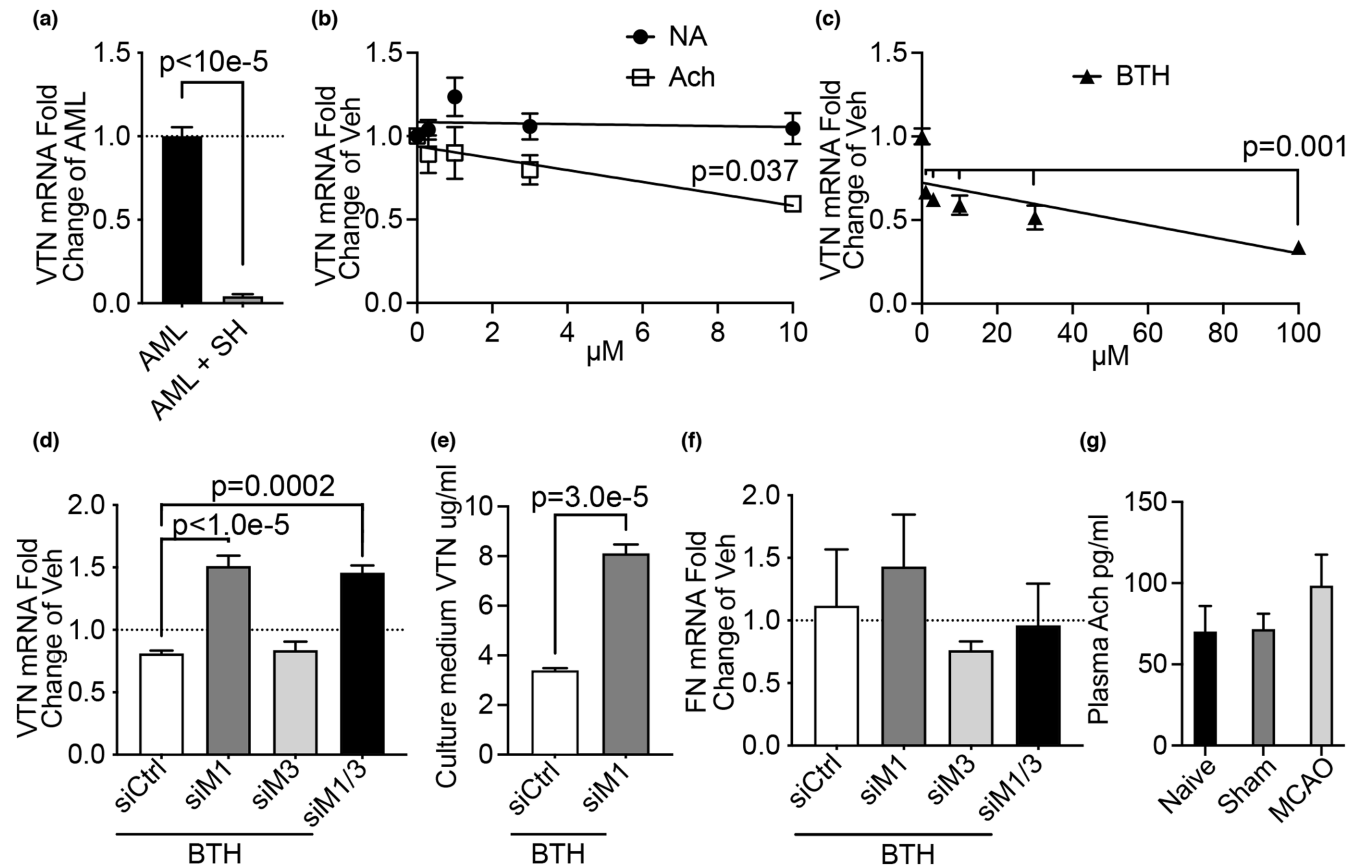 (a)
VTN mRNA Fold
Change of AML
1.5
1.0
0.5
0.0
p<10e-5
AML
AML + SH
(b)
VTN mRNA Fold
Change of Veh
1.5
1.0
0.5
0.0
NA
Ach
p=0.037
0 2 4 6 8 10
µM
(c)
VTN mRNA Fold
Change of Veh
1.5
1.0
0.5
0.0
BTH
p=0.001
0 20 40 60 80 100
µM
(d)
VTN mRNA Fold
Change of Veh
2.0
1.5
1.0
0.5
0.0
p=0.0002
p<1.0e-5
siCtrl
siM1
siM3
siM1/3
BTH
(e)
Culture medium VTN ug/ml
10
8
6
4
2
0
p=3.0e-5
siCtrl
siM1
BTH
(f)
FN mRNA Fold
Change of Veh
2.0
1.5
1.0
0.5
0.0
siCtrl
siM1
siM3
siM1/3
BTH
(g)
Plasma Ach pg/ml
150
100
50
0
Naive
Sham
MCAO